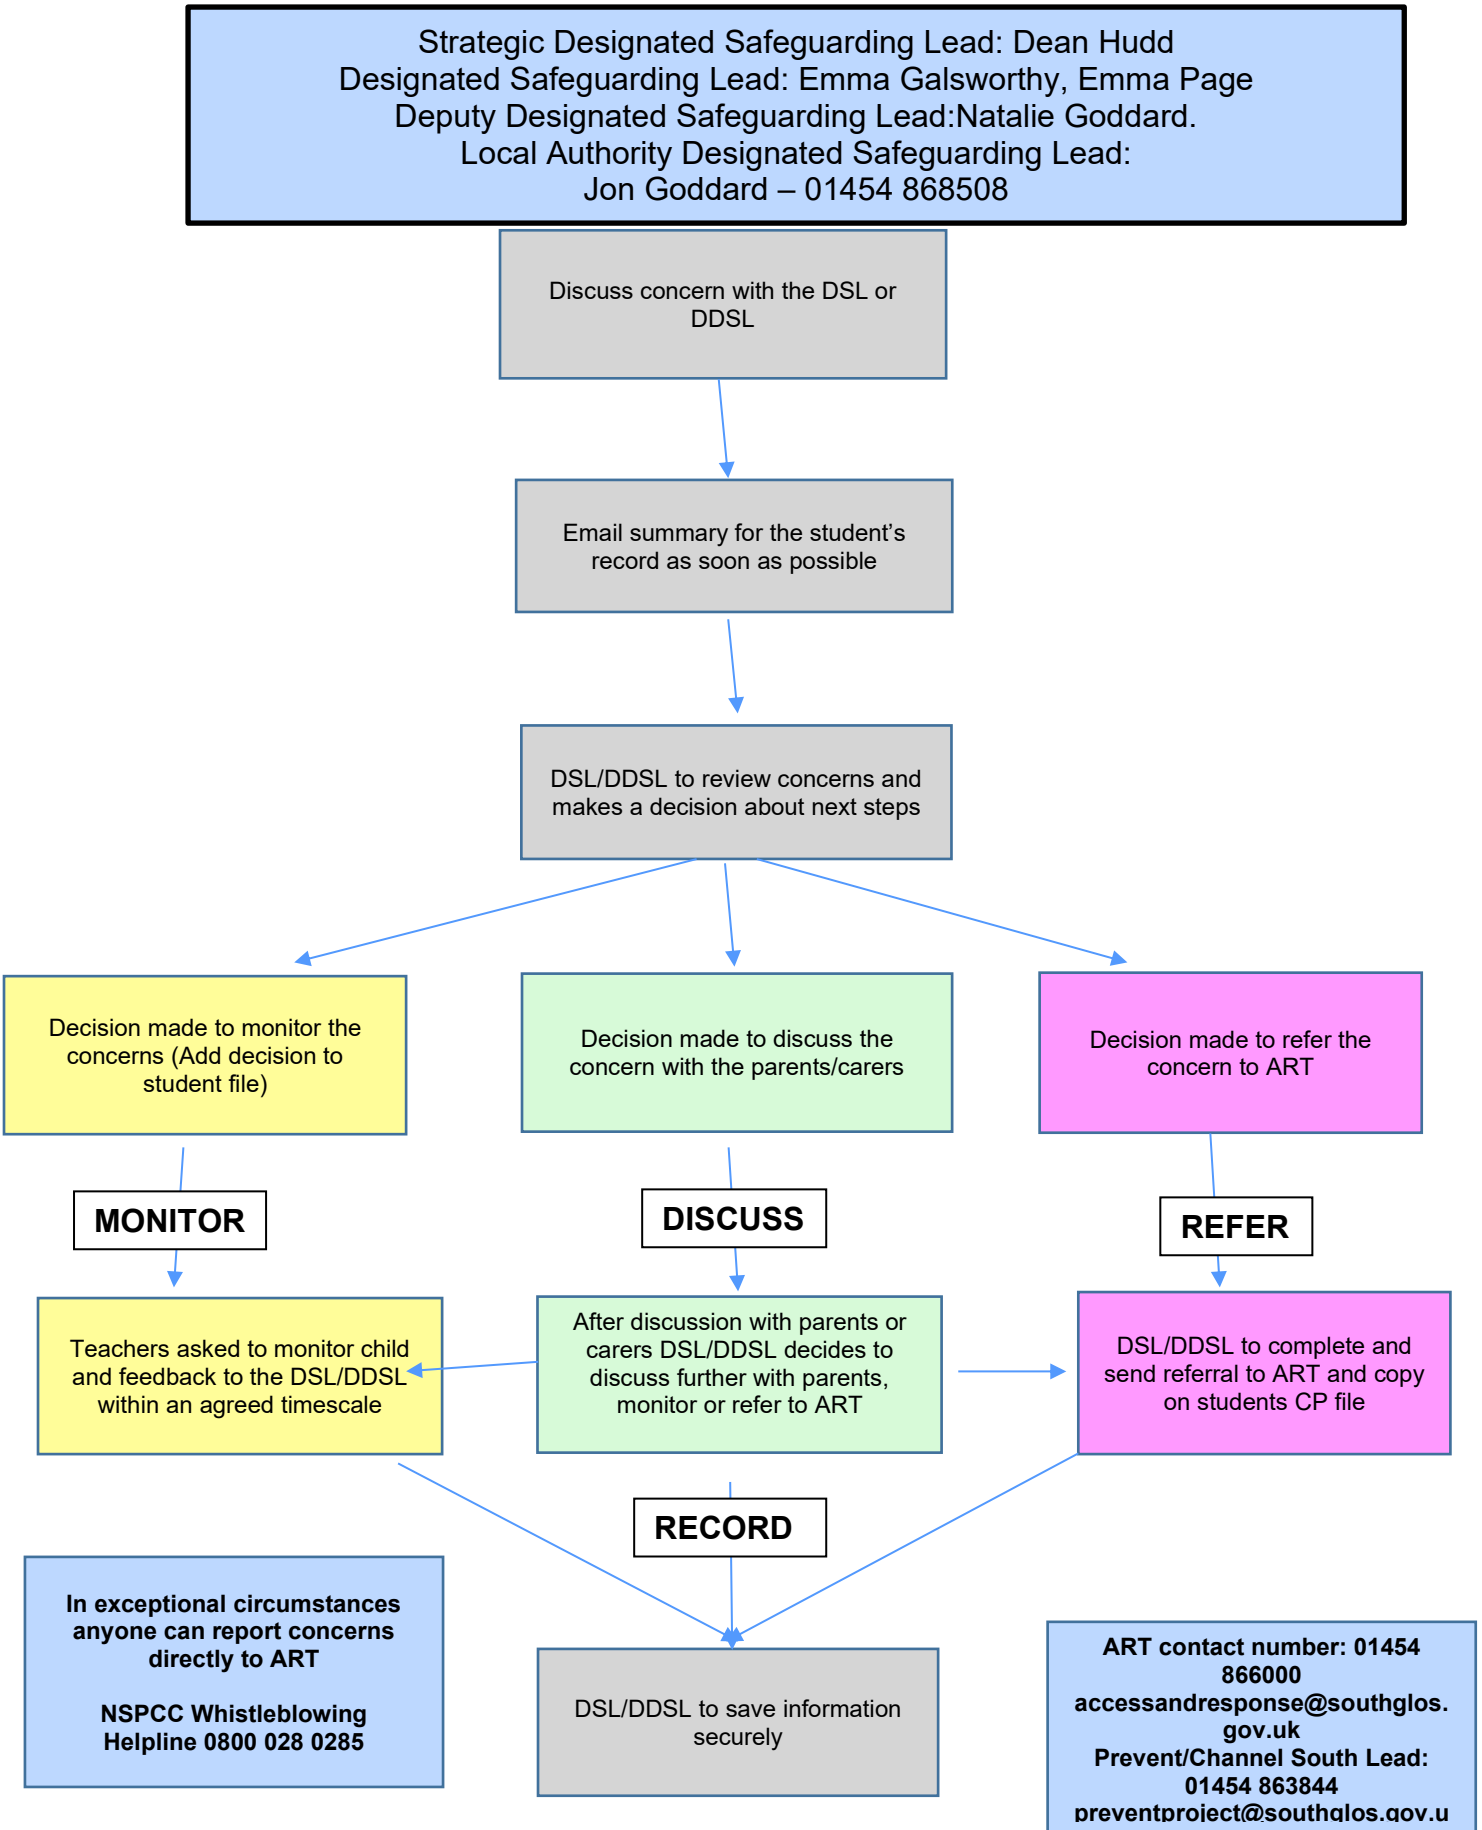 Strategic Designated Safeguarding Lead: Dean Hudd
Designated Safeguarding Lead: Emma Galsworthy, Emma Page
Deputy Designated Safeguarding Lead:Natalie Goddard.
Local Authority Designated Safeguarding Lead:
Jon Goddard – 01454 868508
Discuss concern with the DSL or
DDSL
Email summary for the student’s
record as soon as possible
DSL/DDSL to review concerns and
makes a decision about next steps
Decision made to monitor the
concerns (Add decision to
student file)
Decision made to discuss the
concern with the parents/carers
Decision made to refer the
concern to ART
MONITOR
DISCUSS
REFER
Teachers asked to monitor child
and feedback to the DSL/DDSL
within an agreed timescale
After discussion with parents or
carers DSL/DDSL decides to
discuss further with parents,
monitor or refer to ART
DSL/DDSL to complete and
send referral to ART and copy
on students CP file
RECORD
In exceptional circumstances
anyone can report concerns
directly to ART
NSPCC Whistleblowing
Helpline 0800 028 0285
DSL/DDSL to save information
securely
ART contact number: 01454
866000
accessandresponse@southglos.
gov.uk
Prevent/Channel South Lead:
01454 863844
preventproject@southglos.gov.u